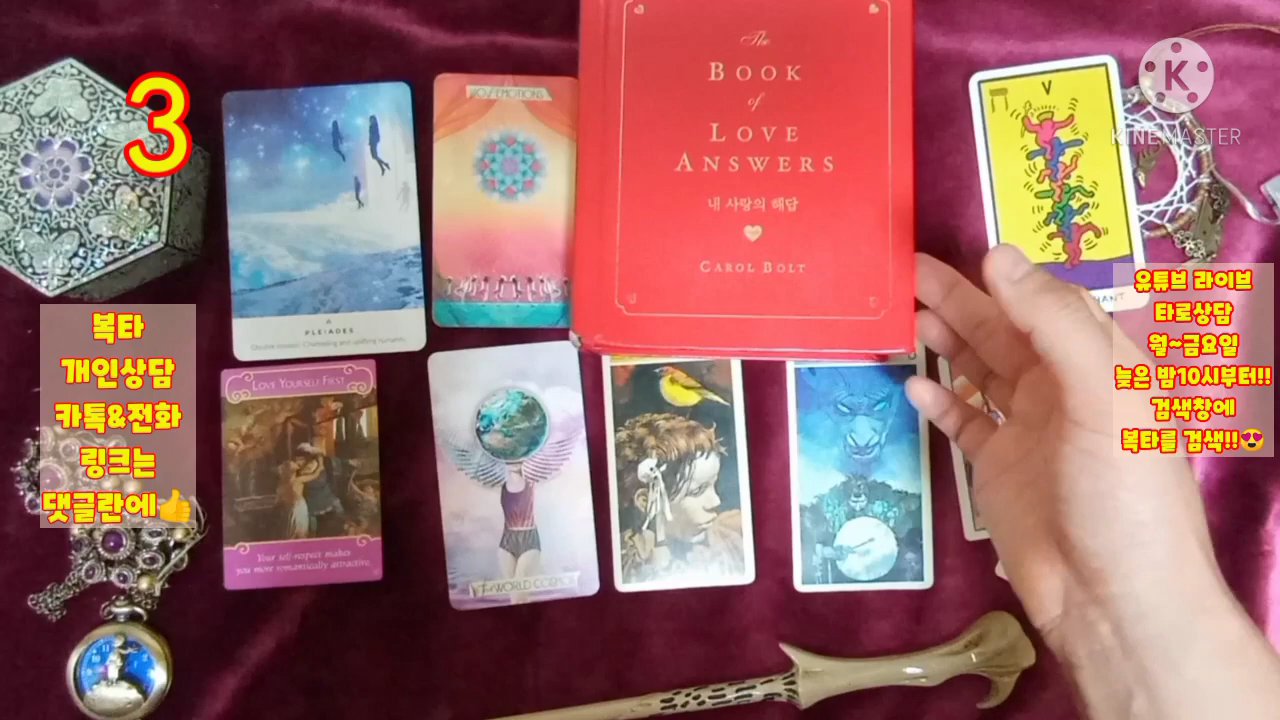 3
복타
개인상담
카톡&전화
링크는
댓글란에👍
PLEIADES
LOVE YOURSELF FIRST
Your self-respect makes
you more romantically attractive.
EMOTIONS
WORLD COSMOS
The
BOOK
of
LOVE
ANSWERS
내 사랑의 해답
CAROL BOLT
V
KINEMASTER
유튜브 라이브
타로상담
월~금요일
늦은 밤10시부터!!
검색창에
복타를 검색!!😍